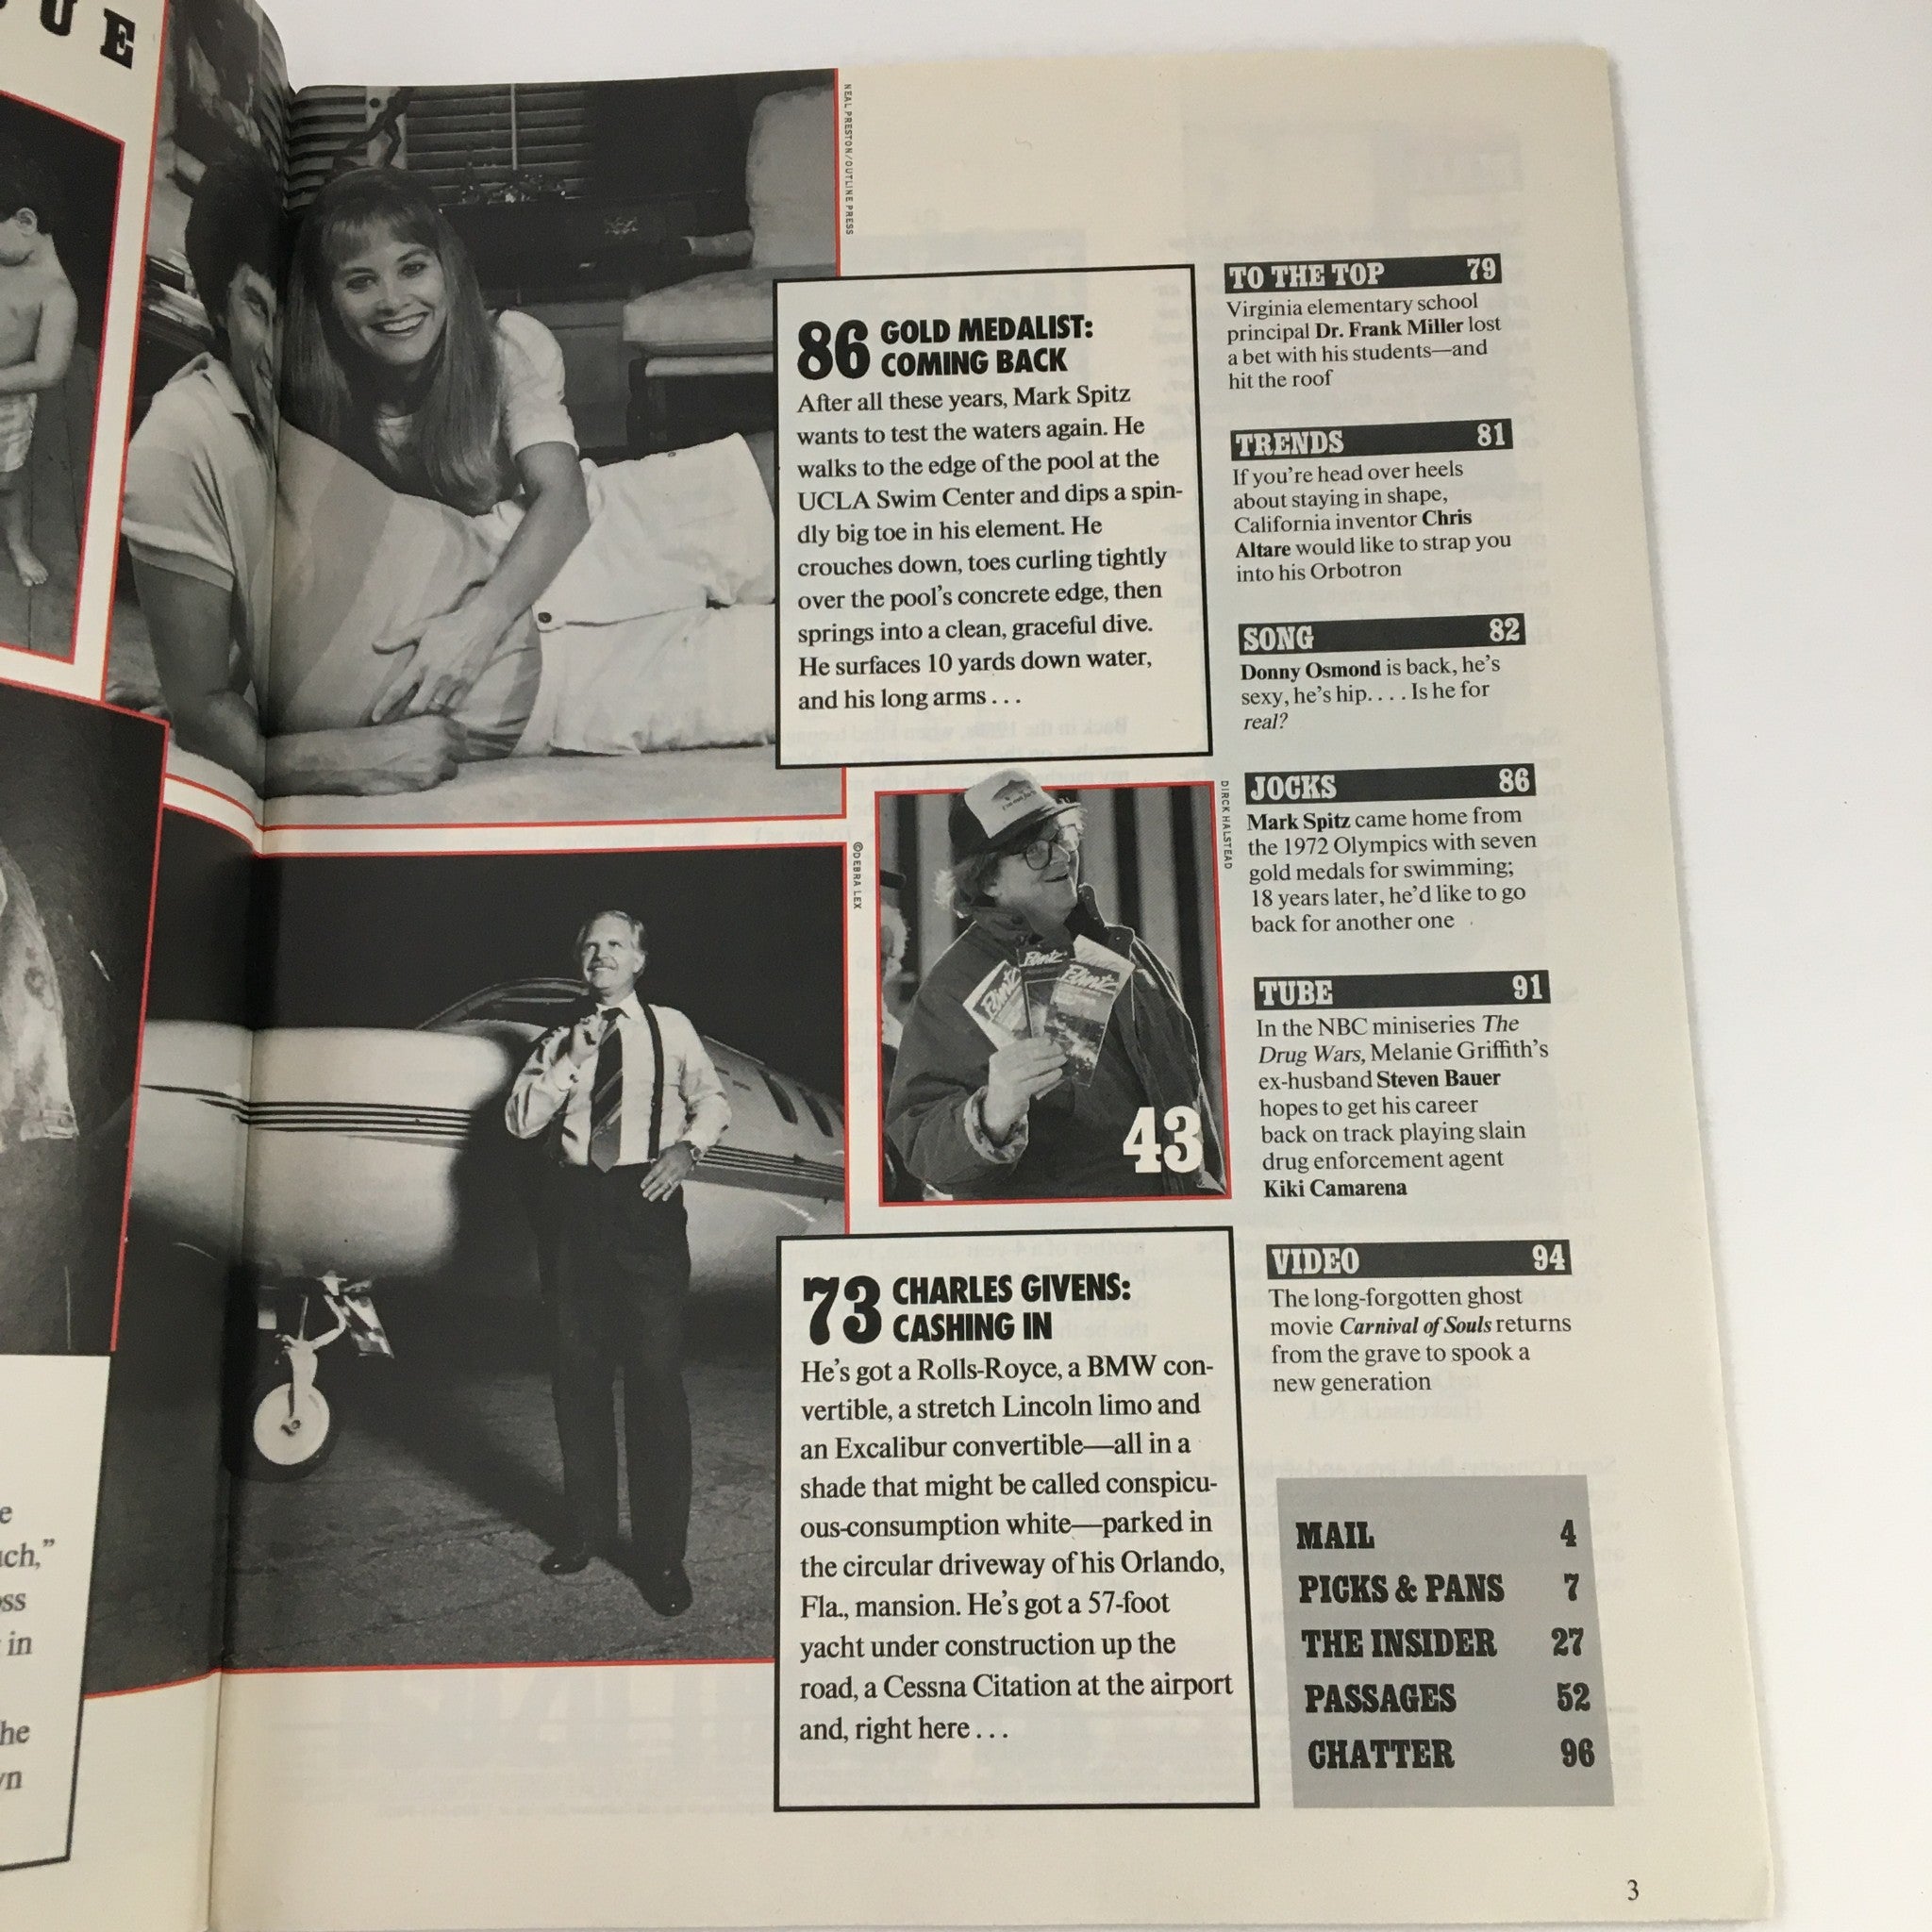 UE
NEAL PRESTON/OUTLINE PRESS
86 GOLD MEDALIST:
COMING BACK
After all these years, Mark Spitz
wants to test the waters again. He
walks to the edge of the pool at the
UCLA Swim Center and dips a spin-
dly big toe in his element. He
crouches down, toes curling tightly
over the pool's concrete edge, then
springs into a clean, graceful dive.
He surfaces 10 yards down water,
and his long arms . . .
©DEBRA LEX
DIRCK HALSTEAD
Flint
Flint
Flint
43
73 CHARLES GIVENS:
CASHING IN
He's got a Rolls-Royce, a BMW con-
vertible, a stretch Lincoln limo and
an Excalibur convertible—all in a
shade that might be called conspicu-
ous-consumption white—parked in
the circular driveway of his Orlando,
Fla., mansion. He's got a 57-foot
yacht under construction up the
road, a Cessna Citation at the airport
and, right here . . .
TO THE TOP 79
Virginia elementary school
principal Dr. Frank Miller lost
a bet with his students—and
hit the roof
TRENDS 81
If you're head over heels
about staying in shape,
California inventor Chris
Altare would like to strap you
into his Orbotron
SONG 82
Donny Osmond is back, he's
sexy, he's hip. . . . Is he for
real?
JOCKS 86
Mark Spitz came home from
the 1972 Olympics with seven
gold medals for swimming;
18 years later, he'd like to go
back for another one
TUBE 91
In the NBC miniseries The
Drug Wars, Melanie Griffith's
ex-husband Steven Bauer
hopes to get his career
back on track playing slain
drug enforcement agent
Kiki Camarena
VIDEO 94
The long-forgotten ghost
movie Carnival of Souls returns
from the grave to spook a
new generation
MAIL 4
PICKS & PANS 7
THE INSIDER 27
PASSAGES 52
CHATTER 96
3